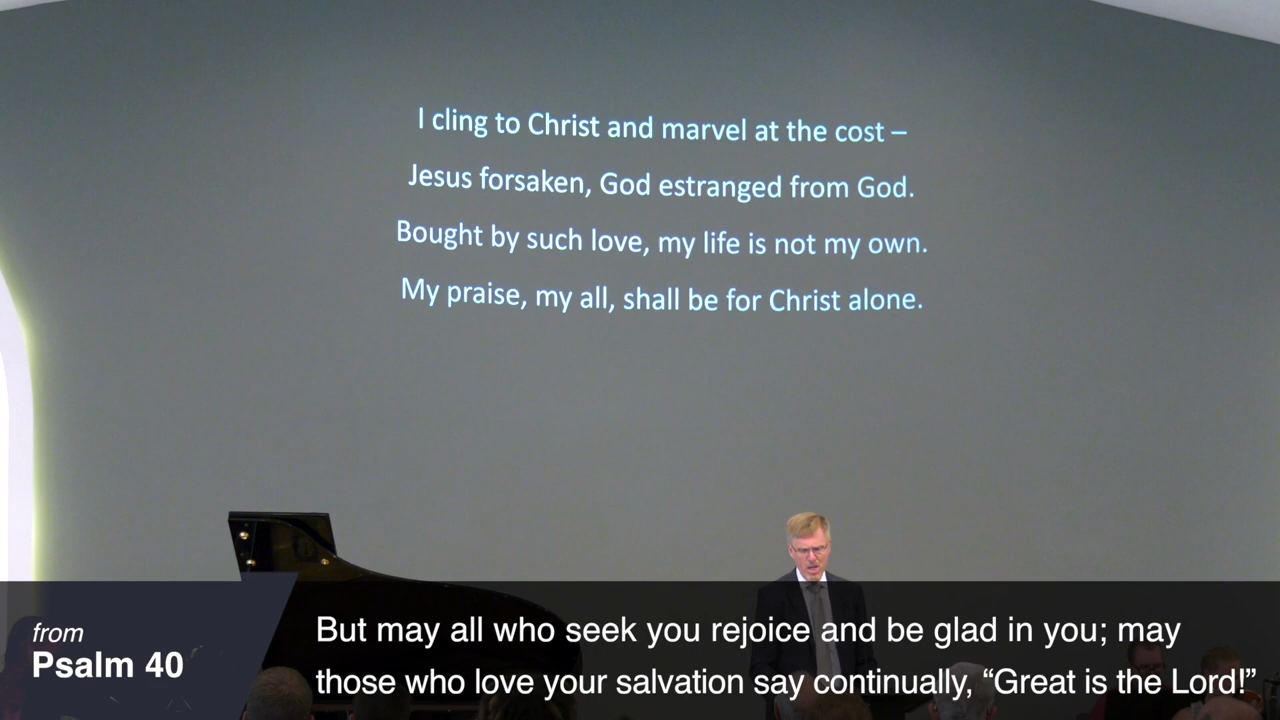 I cling to Christ and marvel at the cost –
Jesus forsaken, God estranged from God.
Bought by such love, my life is not my own.
My praise, my all, shall be for Christ alone.
from
Psalm 40
But may all who seek you rejoice and be glad in you; may
those who love your salvation say continually, “Great is the Lord!”